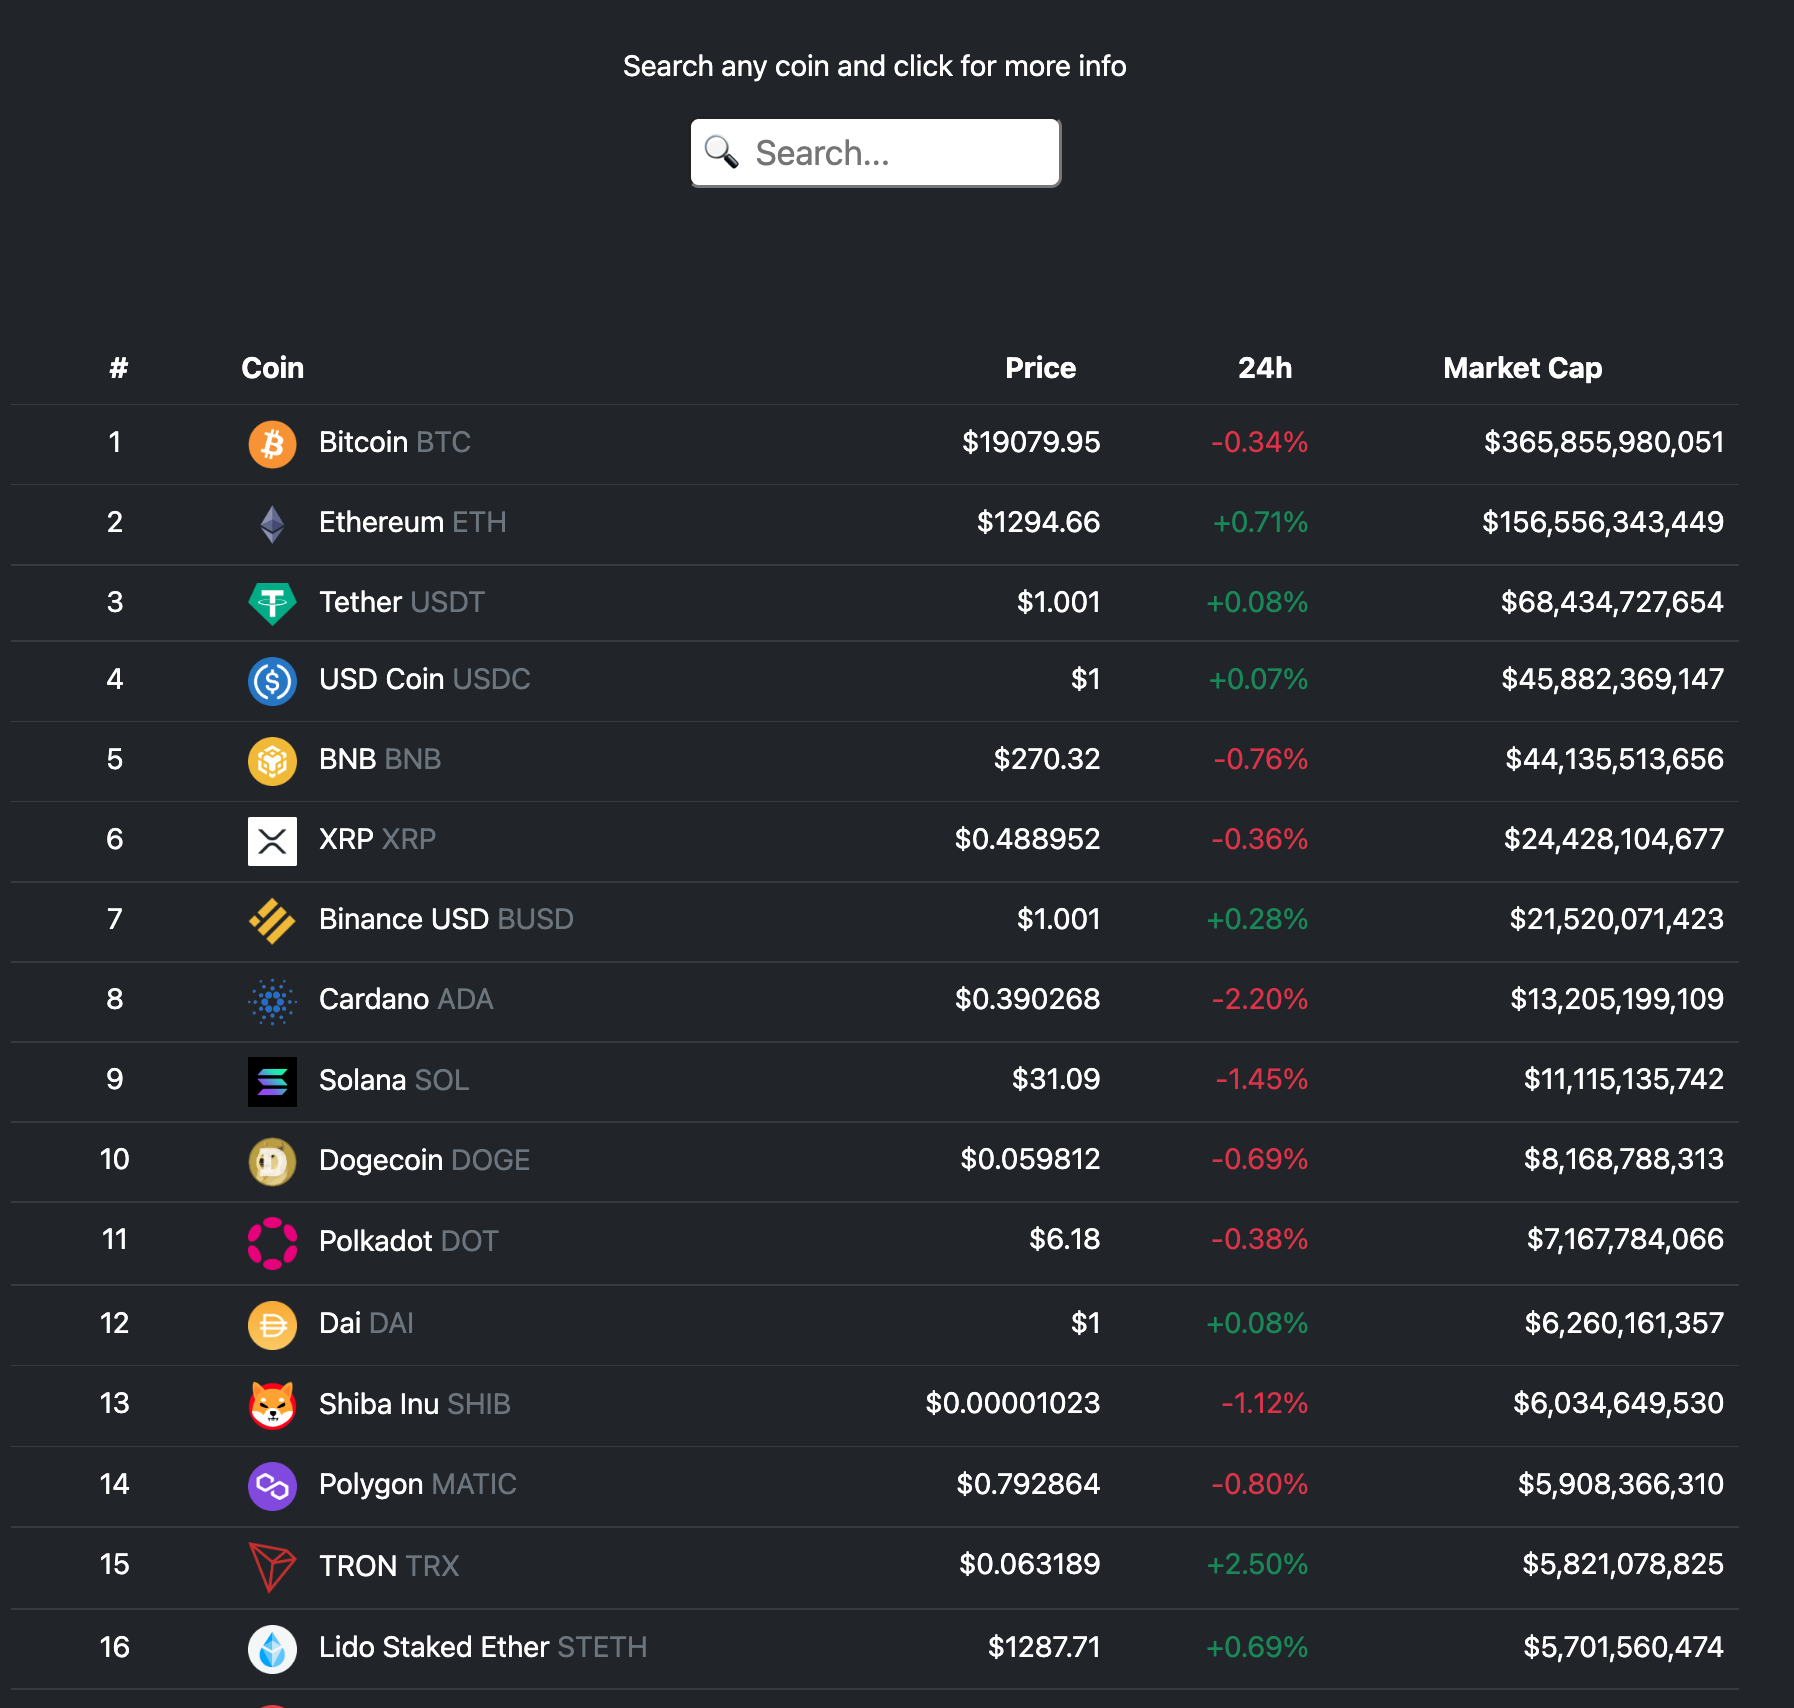 Search any coin and click for more info
Search...
# Coin Price 24h Market Cap
1 Bitcoin BTC $19079.95 -0.34% $365,855,980,051
2 Ethereum ETH $1294.66 +0.71% $156,556,343,449
3 Tether USDT $1.001 +0.08% $68,434,727,654
4 USD Coin USDC $1 +0.07% $45,882,369,147
5 BNB BNB $270.32 -0.76% $44,135,513,656
6 XRP XRP $0.488952 -0.36% $24,428,104,677
7 Binance USD BUSD $1.001 +0.28% $21,520,071,423
8 Cardano ADA $0.390268 -2.20% $13,205,199,109
9 Solana SOL $31.09 -1.45% $11,115,135,742
10 Dogecoin DOGE $0.059812 -0.69% $8,168,788,313
11 Polkadot DOT $6.18 -0.38% $7,167,784,066
12 Dai DAI $1 +0.08% $6,260,161,357
13 Shiba Inu SHIB $0.00001023 -1.12% $6,034,649,530
14 Polygon MATIC $0.792864 -0.80% $5,908,366,310
15 TRON TRX $0.063189 +2.50% $5,821,078,825
16 Lido Staked Ether STETH $1287.71 +0.69% $5,701,560,474